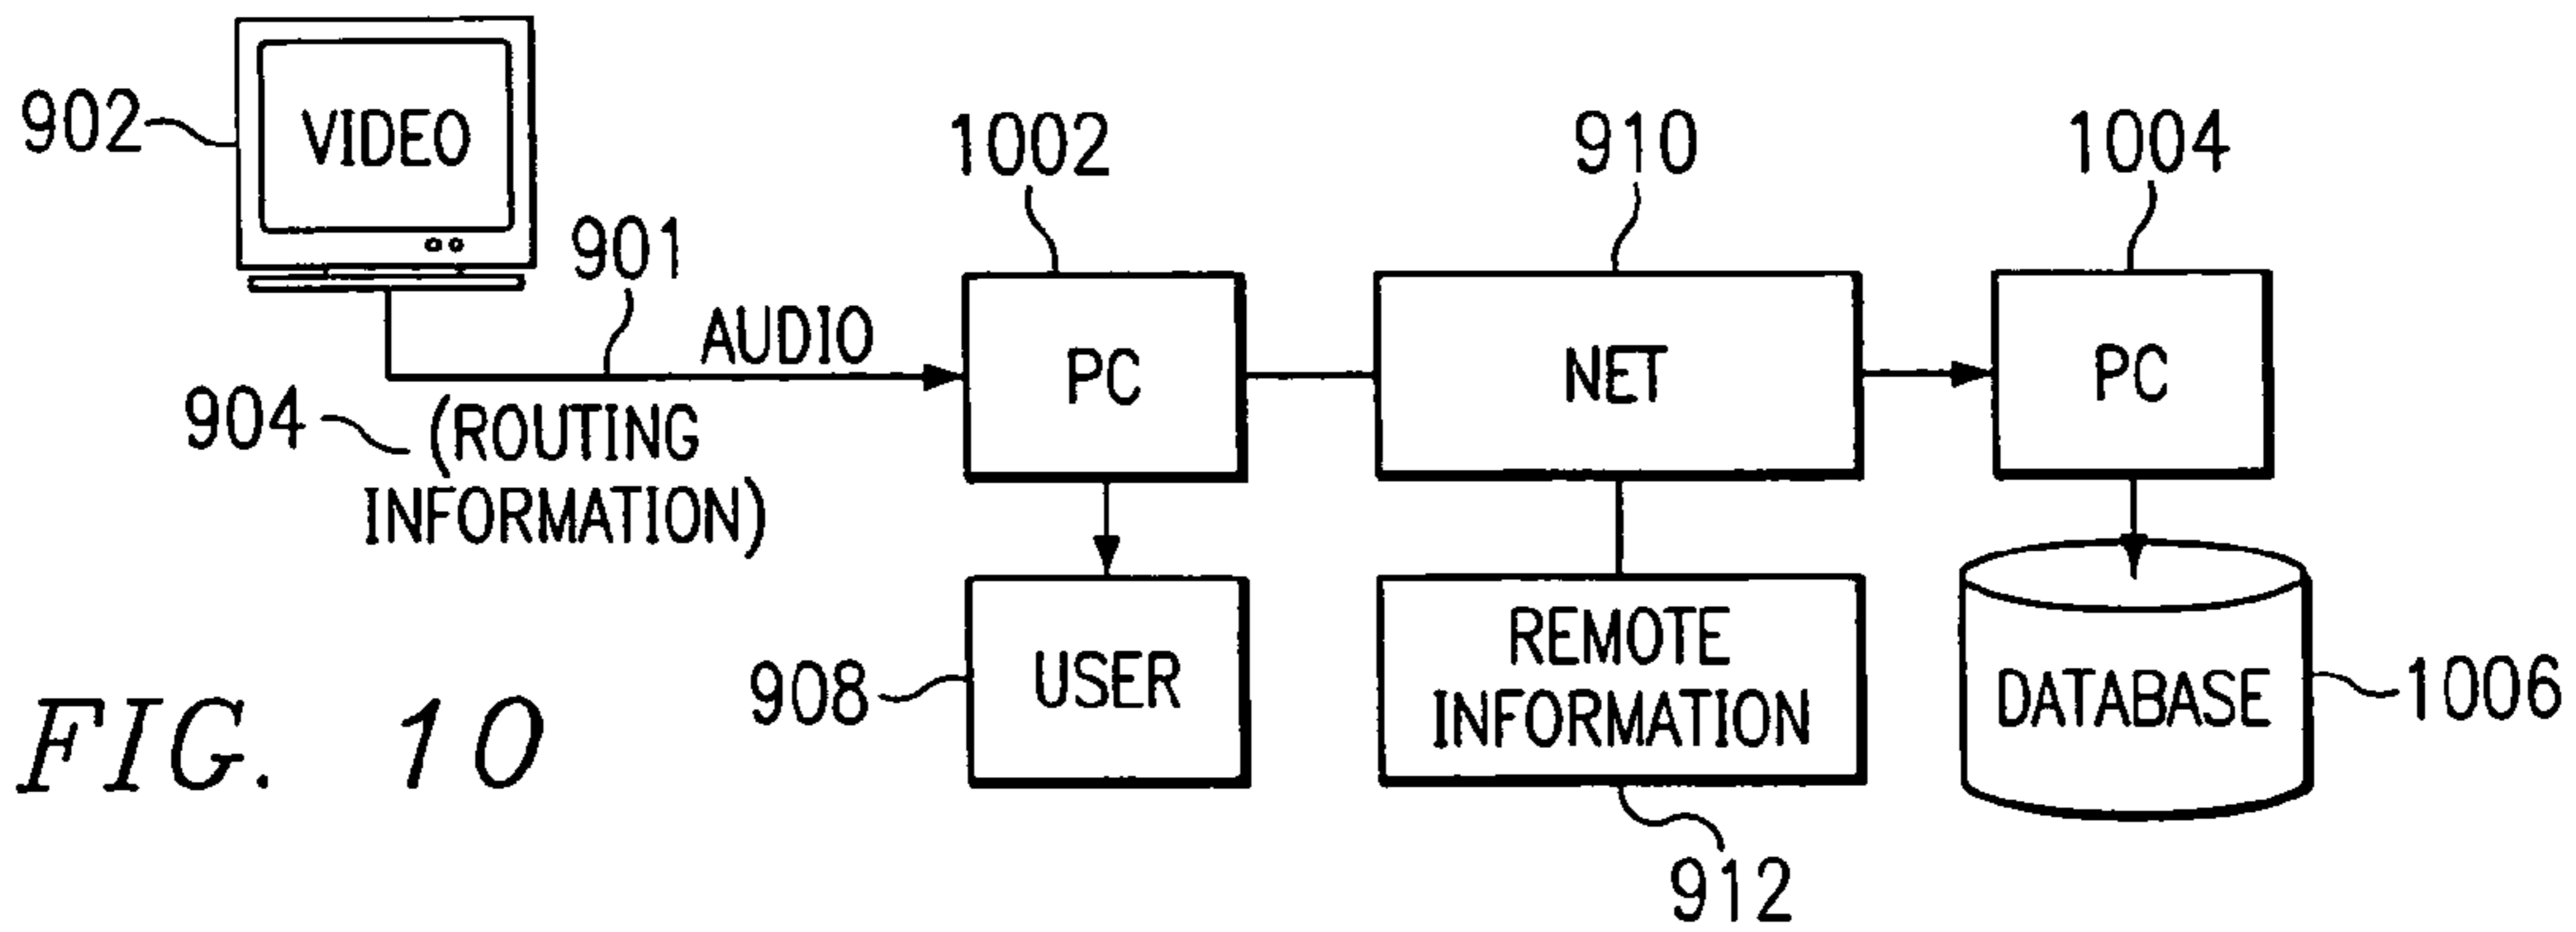 902
VIDEO
901
AUDIO
904
(ROUTING
INFORMATION)
1002
PC
910
NET
1004
PC
908
USER
REMOTE
INFORMATION
912
DATABASE
1006
FIG. 10